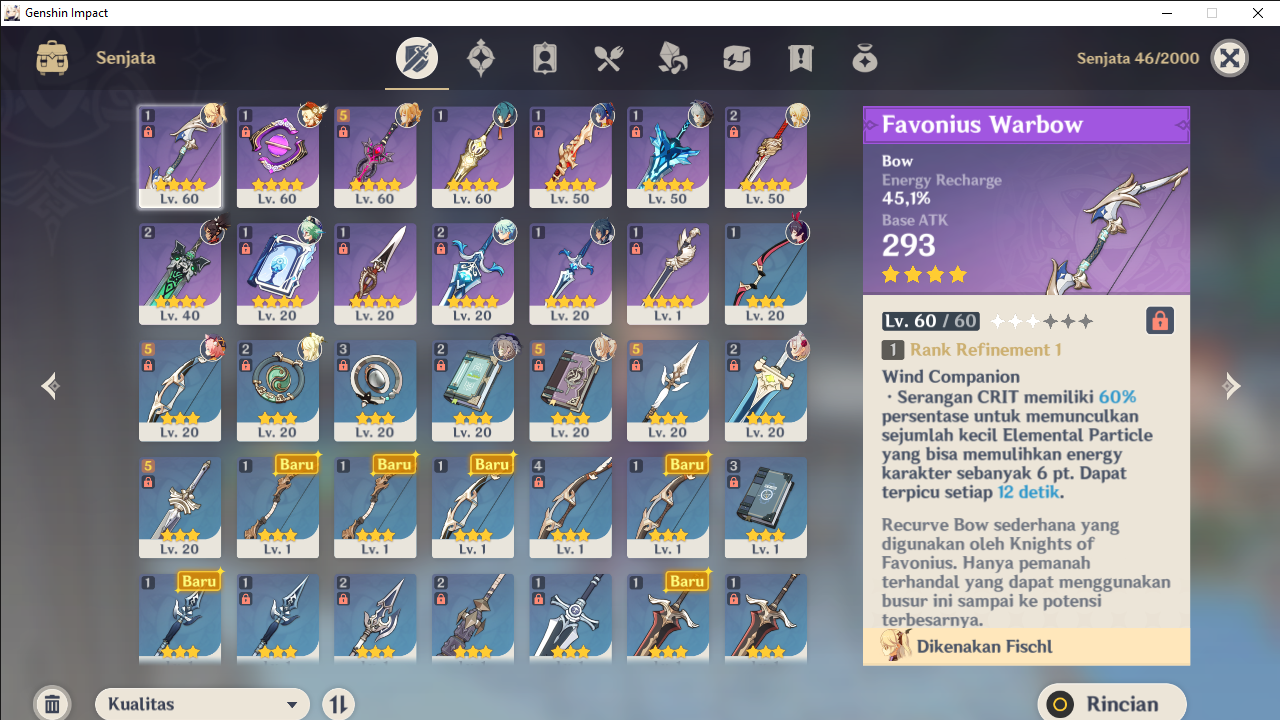 Genshin Impact
Senjata
Senjata 46/2000
1 1 5 1 1 1 2
Lv. 60 Lv. 60 Lv. 60 Lv. 60 Lv. 50 Lv. 50 Lv. 50
2 1 1 2 1 1 1
Lv. 40 Lv. 20 Lv. 20 Lv. 20 Lv. 20 Lv. 1 Lv. 20
5 2 3 2 5 5 2
Lv. 20 Lv. 20 Lv. 20 Lv. 20 Lv. 20 Lv. 20 Lv. 20
5 1 Baru 1 Baru 1 Baru 4 1 Baru 3
Lv. 20 Lv. 1 Lv. 1 Lv. 1 Lv. 1 Lv. 1 Lv. 1
1 Baru 1 2 2 1 1 Baru 1
Favonius Warbow
Bow
Energy Recharge
45,1%
Base ATK
293
Lv. 60 / 60
1 Rank Refinement 1
Wind Companion
· Serangan CRIT memiliki 60%
persentase untuk memunculkan
sejumlah kecil Elemental Particle
yang bisa memulihkan energy
karakter sebanyak 6 pt. Dapat
terpicu setiap 12 detik.
Recurve Bow sederhana yang
digunakan oleh Knights of
Favonius. Hanya pemanah
terhandal yang dapat menggunakan
busur ini sampai ke potensi
terbesarnya.
Dikenakan Fischl
Kualitas
Rincian